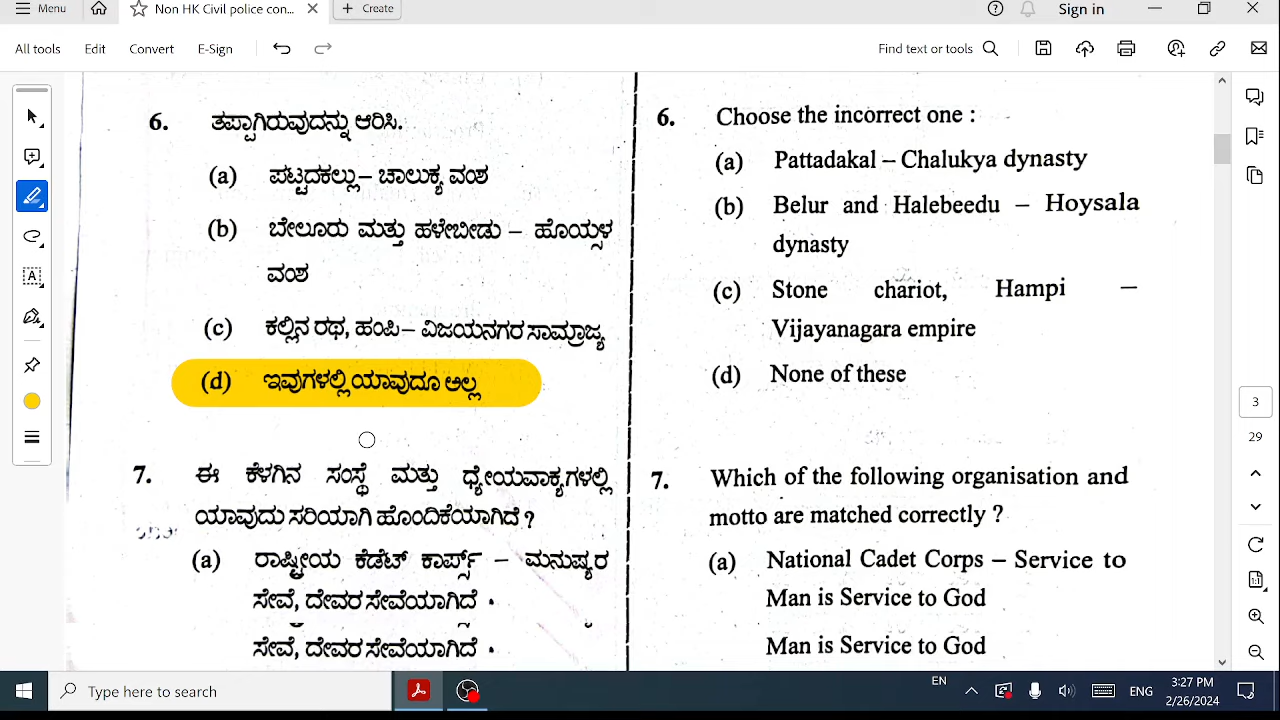 Menu
Non HK Civil police con...
Create
Sign in
All tools
Edit
Convert
E-Sign
Find text or tools
6. ತಪ್ಪಾಗಿರುವುದನ್ನು ಆರಿಸಿ.
(a) ಪಟ್ಟದಕಲ್ಲು – ಚಾಲುಕ್ಯ ವಂಶ
(b) ಬೇಲೂರು ಮತ್ತು ಹಳೇಬೀಡು – ಹೊಯ್ಸಳ
ವಂಶ
(c) ಕಲ್ಲಿನ ರಥ, ಹಂಪಿ – ವಿಜಯನಗರ ಸಾಮ್ರಾಜ್ಯ
(d) ಇವುಗಳಲ್ಲಿ ಯಾವುದೂ ಅಲ್ಲ
7. ಈ ಕೆಳಗಿನ ಸಂಸ್ಥೆ ಮತ್ತು ಧ್ಯೇಯವಾಕ್ಯಗಳಲ್ಲಿ
ಯಾವುದು ಸರಿಯಾಗಿ ಹೊಂದಿಕೆಯಾಗಿದೆ ?
(a) ರಾಷ್ಟ್ರೀಯ ಕೆಡೆಟ್ ಕಾರ್ಪ್ಸ್ – ಮನುಷ್ಯರ
ಸೇವೆ, ದೇವರ ಸೇವೆಯಾಗಿದೆ .
ಸೇವೆ, ದೇವರ ಸೇವೆಯಾಗಿದೆ .
6. Choose the incorrect one :
(a) Pattadakal – Chalukya dynasty
(b) Belur and Halebeedu – Hoysala
dynasty
(c) Stone chariot, Hampi –
Vijayanagara empire
(d) None of these
7. Which of the following organisation and
motto are matched correctly ?
(a) National Cadet Corps – Service to
Man is Service to God
Man is Service to God
3
29
1:1
Type here to search
EN
ENG
3:27 PM
2/26/2024